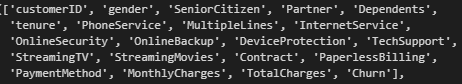 [['customerID', 'gender', 'SeniorCitizen', 'Partner', 'Dependents',
'tenure', 'PhoneService', 'MultipleLines', 'InternetService',
'OnlineSecurity', 'OnlineBackup', 'DeviceProtection', 'TechSupport',
'StreamingTV', 'StreamingMovies', 'Contract', 'PaperlessBilling',
'PaymentMethod', 'MonthlyCharges', 'TotalCharges', 'Churn'],